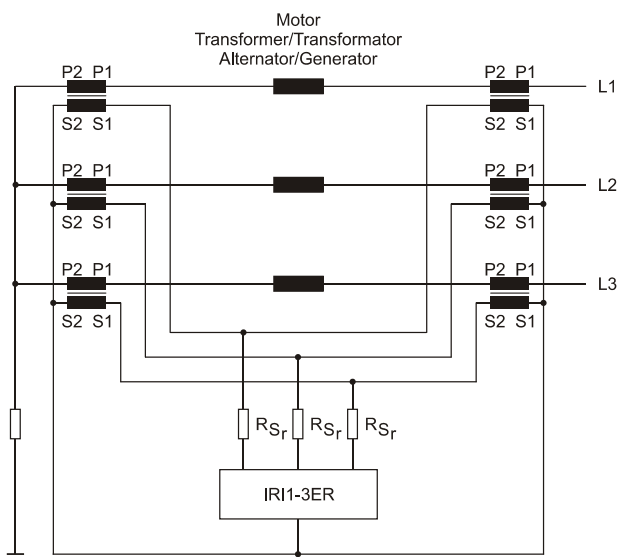 Motor
Transformer/Transformator
Alternator/Generator
P2 P1
P2 P1
L1
S2 S1
S2 S1
P2 P1
P2 P1
L2
S2 S1
S2 S1
P2 P1
P2 P1
L3
S2 S1
S2 S1
RSr
RSr
RSr
IRI1-3ER